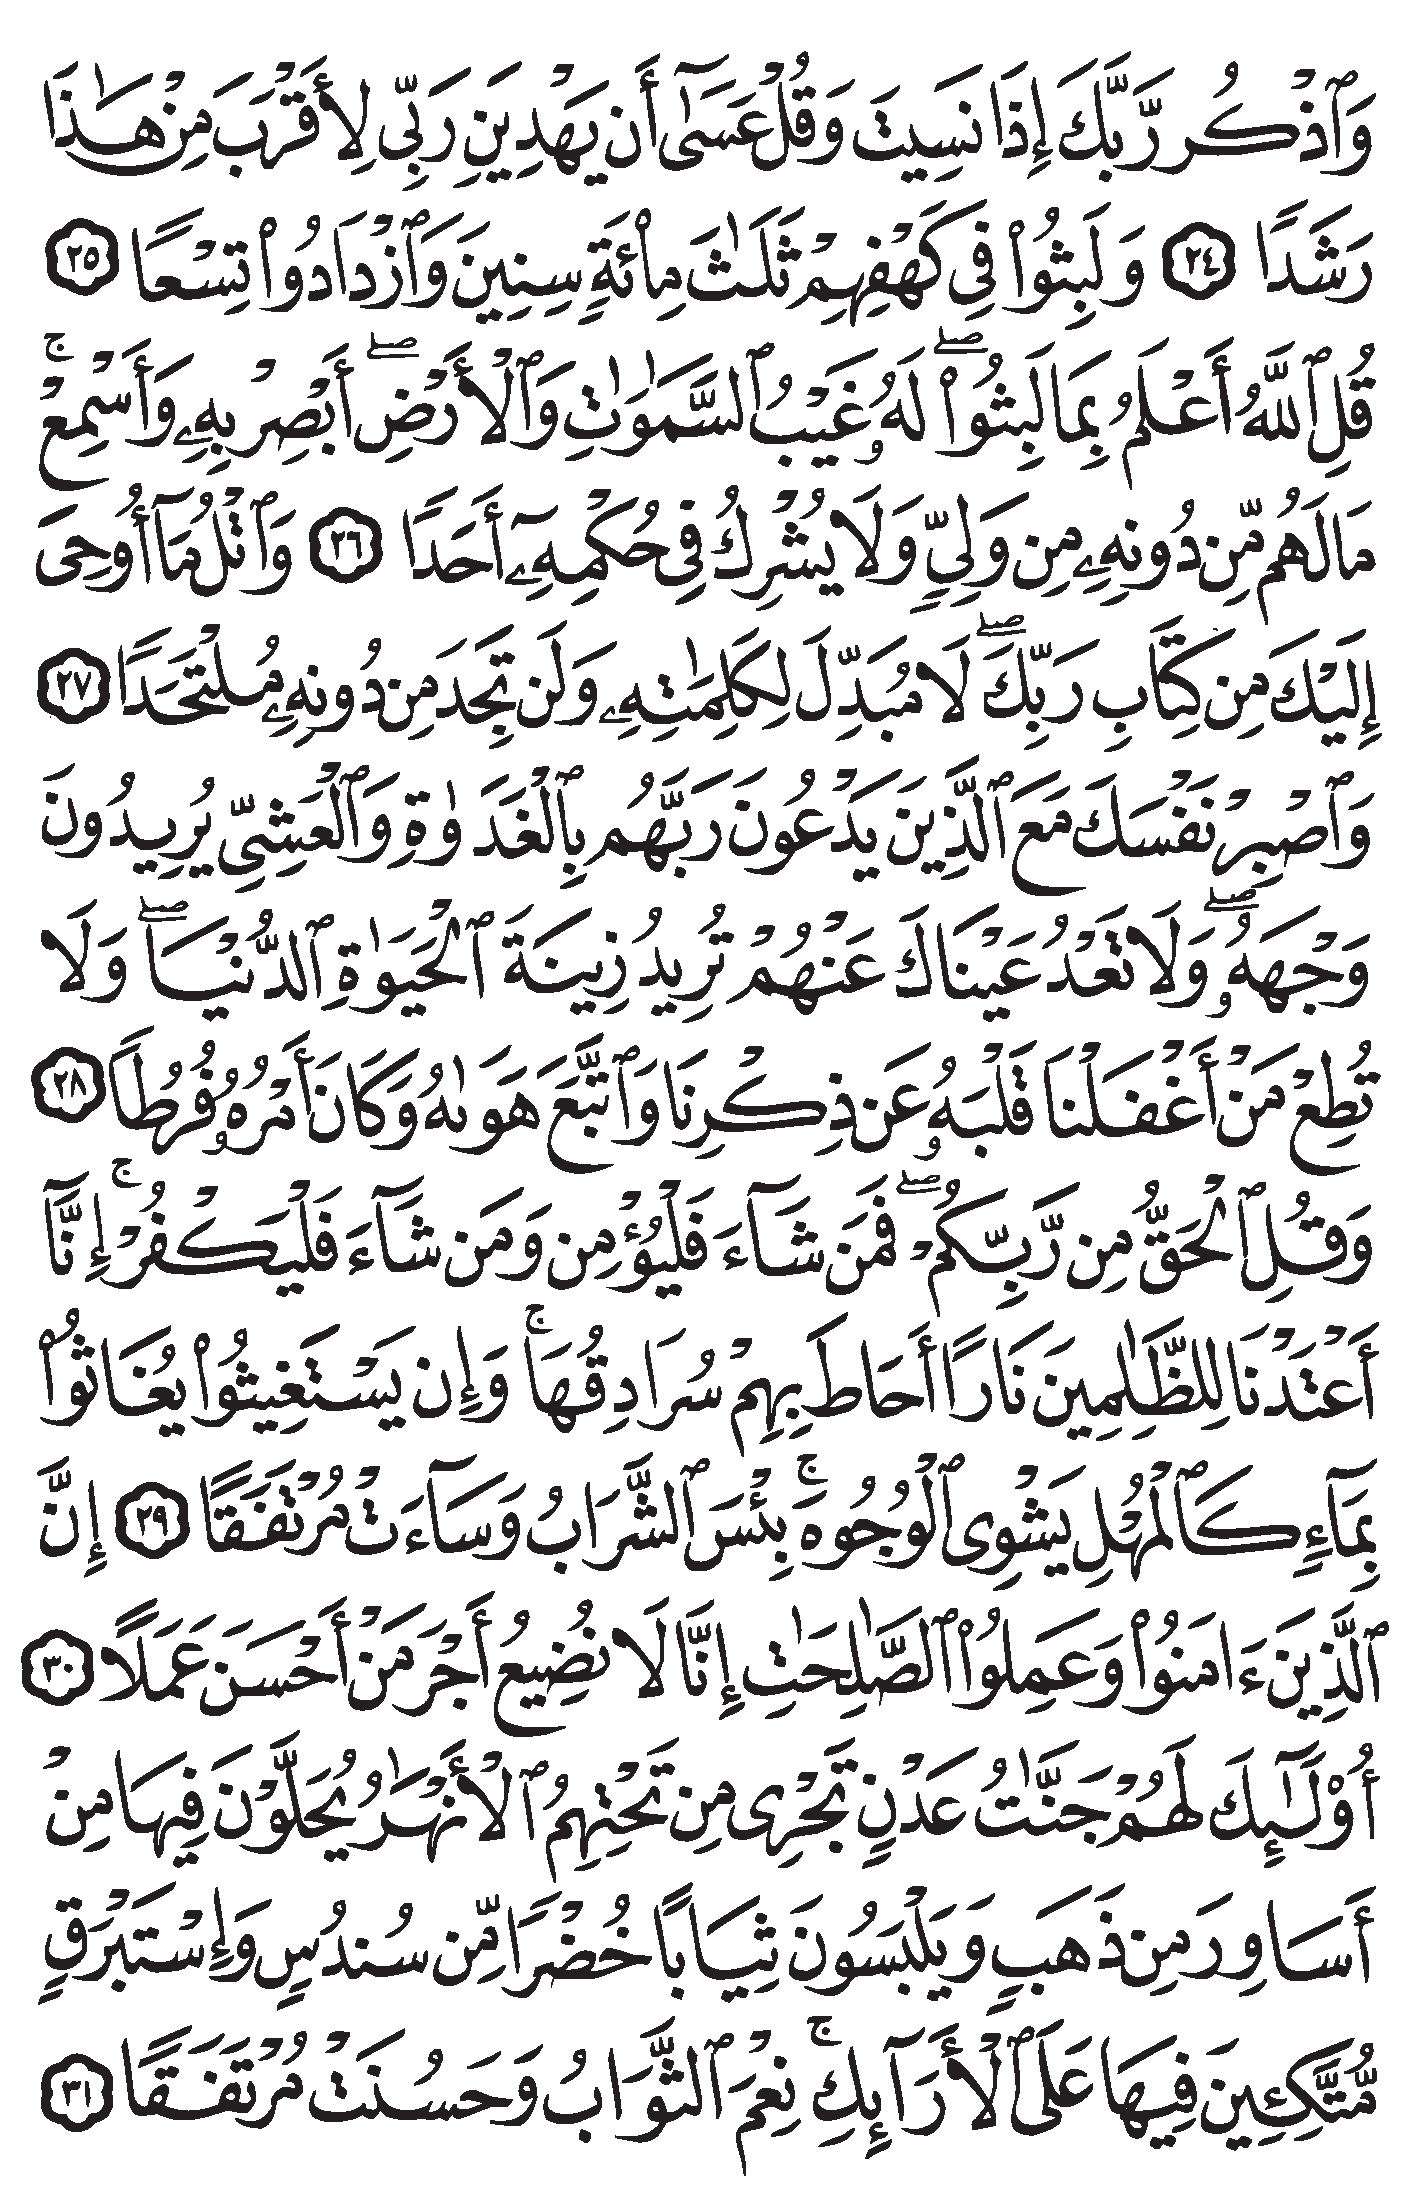 وَٱذۡكُر رَّبَّكَ إِذَا نَسِيتَ وَقُلۡ عَسَىٰٓ أَن يَهۡدِيَنِ رَبِّي لِأَقۡرَبَ مِنۡ هَٰذَا
رَشَدًا ٢٤ وَلَبِثُواْ فِي كَهۡفِهِمۡ ثَلَٰثَ مِاْئَةٖ سِنِينَ وَٱزۡدَادُواْ تِسۡعًا ٢٥
قُلِ ٱللَّهُ أَعۡلَمُ بِمَا لَبِثُواْۖ لَهُۥ غَيۡبُ ٱلسَّمَٰوَٰتِ وَٱلۡأَرۡضِۖ أَبۡصِرۡ بِهِۦ وَأَسۡمِعۡۚ
مَا لَهُم مِّن دُونِهِۦ مِن وَلِيّٖ وَلَا يُشۡرِكُ فِي حُكۡمِهِۦٓ أَحَدٗا ٢٦ وَٱتۡلُ مَآ أُوحِيَ
إِلَيۡكَ مِن كِتَابِ رَبِّكَۖ لَا مُبَدِّلَ لِكَلِمَٰتِهِۦ وَلَن تَجِدَ مِن دُونِهِۦ مُلۡتَحَدٗا ٢٧
وَٱصۡبِرۡ نَفۡسَكَ مَعَ ٱلَّذِينَ يَدۡعُونَ رَبَّهُم بِٱلۡغَدَوٰةِ وَٱلۡعَشِيِّ يُرِيدُونَ
وَجۡهَهُۥۖ وَلَا تَعۡدُ عَيۡنَاكَ عَنۡهُمۡ تُرِيدُ زِينَةَ ٱلۡحَيَوٰةِ ٱلدُّنۡيَاۖ وَلَا
تُطِعۡ مَنۡ أَغۡفَلۡنَا قَلۡبَهُۥ عَن ذِكۡرِنَا وَٱتَّبَعَ هَوَىٰهُ وَكَانَ أَمۡرُهُۥ فُرُطٗا ٢٨
وَقُلِ ٱلۡحَقُّ مِن رَّبِّكُمۡۖ فَمَن شَآءَ فَلۡيُؤۡمِن وَمَن شَآءَ فَلۡيَكۡفُرۡۚ إِنَّآ
أَعۡتَدۡنَا لِلظَّٰلِمِينَ نَارًا أَحَاطَ بِهِمۡ سُرَادِقُهَاۚ وَإِن يَسۡتَغِيثُواْ يُغَاثُواْ
بِمَآءٖ كَٱلۡمُهۡلِ يَشۡوِي ٱلۡوُجُوهَۚ بِئۡسَ ٱلشَّرَابُ وَسَآءَتۡ مُرۡتَفَقًا ٢٩ إِنَّ
ٱلَّذِينَ ءَامَنُواْ وَعَمِلُواْ ٱلصَّٰلِحَٰتِ إِنَّا لَا نُضِيعُ أَجۡرَ مَنۡ أَحۡسَنَ عَمَلًا ٣٠
أُوْلَٰٓئِكَ لَهُمۡ جَنَّٰتُ عَدۡنٖ تَجۡرِي مِن تَحۡتِهِمُ ٱلۡأَنۡهَٰرُ يُحَلَّوۡنَ فِيهَا مِنۡ
أَسَاوِرَ مِن ذَهَبٖ وَيَلۡبَسُونَ ثِيَابًا خُضۡرٗا مِّن سُندُسٖ وَإِسۡتَبۡرَقٖ
مُّتَّكِـِٔينَ فِيهَا عَلَى ٱلۡأَرَآئِكِۚ نِعۡمَ ٱلثَّوَابُ وَحَسُنَتۡ مُرۡتَفَقٗا ٣١